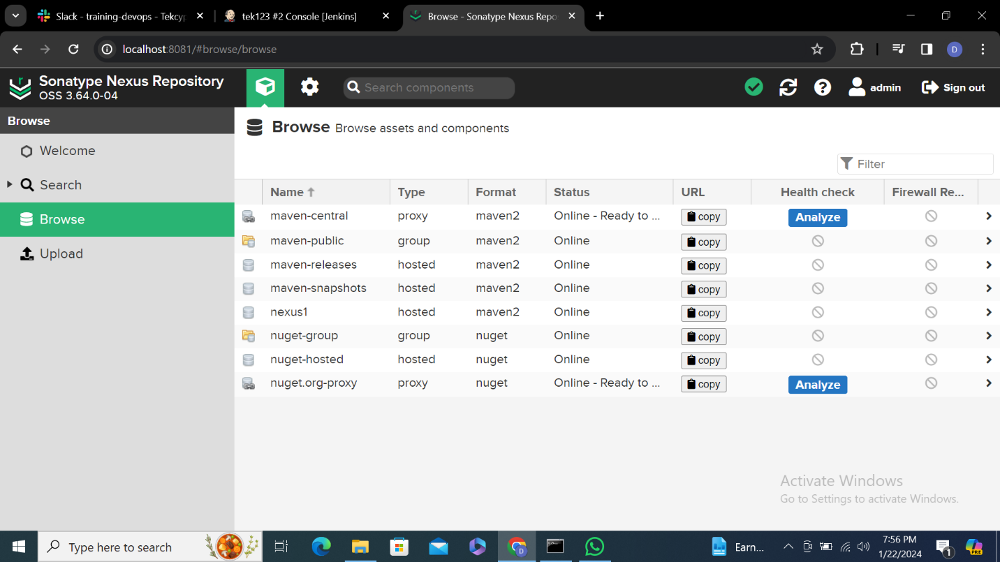 Slack - training-devops - Tekcyp
tek123 #2 Console [Jenkins]
Browse - Sonatype Nexus Repo
localhost:8081/#browse/browse
D
Sonatype Nexus Repository
OSS 3.64.0-04
Search components
admin
Sign out
Browse
Welcome
Search
Browse
Upload
Browse Browse assets and components
Filter
Name Type Format Status URL Health check Firewall Re...
maven-central proxy maven2 Online - Ready to ... copy Analyze
maven-public group maven2 Online copy
maven-releases hosted maven2 Online copy
maven-snapshots hosted maven2 Online copy
nexus1 hosted maven2 Online copy
nuget-group group nuget Online copy
nuget-hosted hosted nuget Online copy
nuget.org-proxy proxy nuget Online - Ready to ... copy Analyze
Activate Windows
Go to Settings to activate Windows.
Type here to search
D
Earn...
7:56 PM
1/22/2024
1
PRE